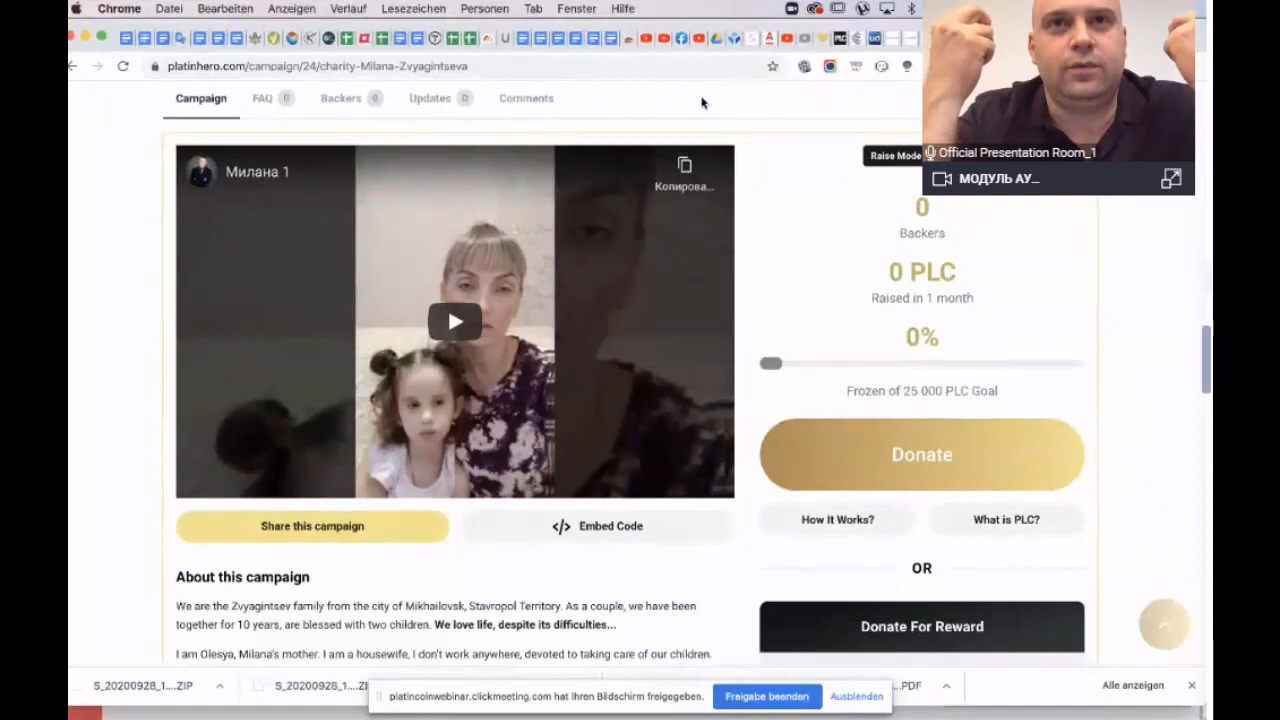 Chrome Datei Bearbeiten Anzeigen Verlauf Lesezeichen Personen Tab Fenster Hilfe
platinhero.com/campaign/24/charity-Milana-Zvyagintseva
Campaign FAQ 0 Backers 0 Updates 0 Comments
Raise Mode
Official Presentation Room_1
МОДУЛЬ АУ...
Милана 1
Копирова...
0
Backers
0 PLC
Raised in 1 month
0%
Frozen of 25 000 PLC Goal
Donate
How It Works? What is PLC?
OR
Donate For Reward
Share this campaign
</> Embed Code
About this campaign
We are the Zvyagintsev family from the city of Mikhailovsk, Stavropol Territory. As a couple, we have been
together for 10 years, are blessed with two children. We love life, despite its difficulties...
I am Olesya, Milana's mother. I am a housewife, I don't work anywhere, devoted to taking care of our children.
S_20200928_1....ZIP
S_20200928_1....ZI
platincoinwebinar.clickmeeting.com hat Ihren Bildschirm freigegeben.
Freigabe beenden
Ausblenden
...PDF
Alle anzeigen